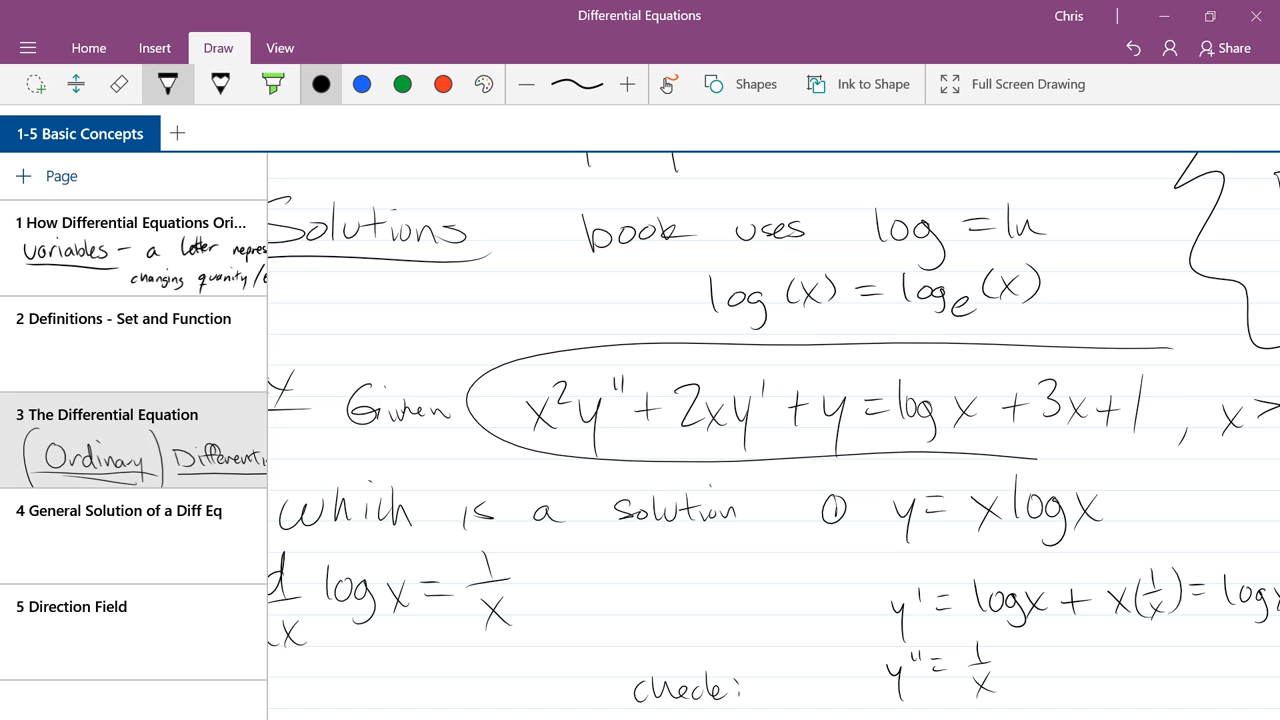 Differential Equations
Chris
Home Insert Draw View
Share
Shapes Ink to Shape Full Screen Drawing
1-5 Basic Concepts
Page
1 How Differential Equations Ori...
variables - a letter repres
changing quanity/
2 Definitions - Set and Function
3 The Differential Equation
(Ordinary) Differenti
4 General Solution of a Diff Eq
5 Direction Field
Solutions book uses log = ln
log (x) = logₑ (x)
Given x²y'' + 2xy' + y = log x + 3x + 1 , x >
which is a solution ① y = x log x
d/dx log x = 1/x
y' = log x + x(1/x) = log x
y'' = 1/x
check: